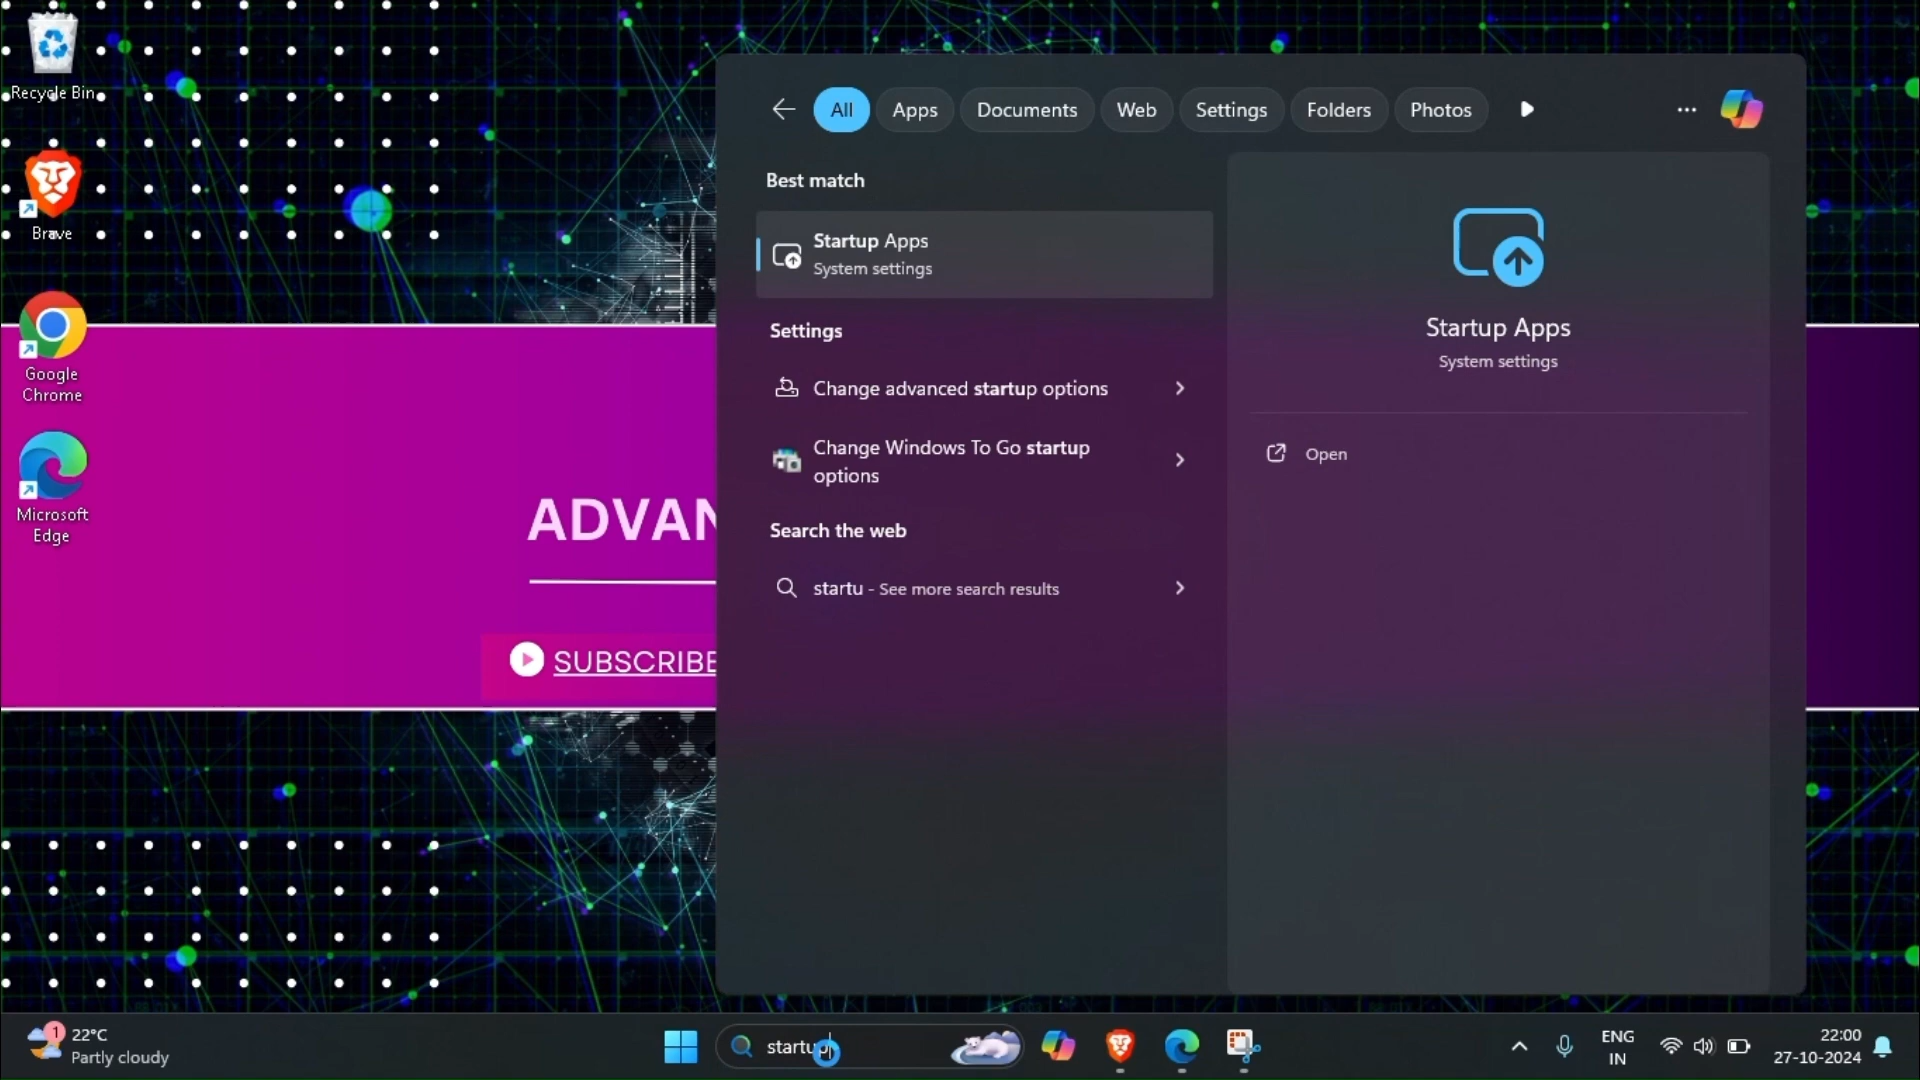 Recycle Bin
Brave
Google
Chrome
Microsoft
Edge
ADVAN
SUBSCRIBE
All
Apps
Documents
Web
Settings
Folders
Photos
Best match
Startup Apps
System settings
Settings
Change advanced startup options
Change Windows To Go startup
options
Search the web
startu - See more search results
Startup Apps
System settings
Open
1
22°C
Partly cloudy
startup
ENG
IN
22:00
27-10-2024